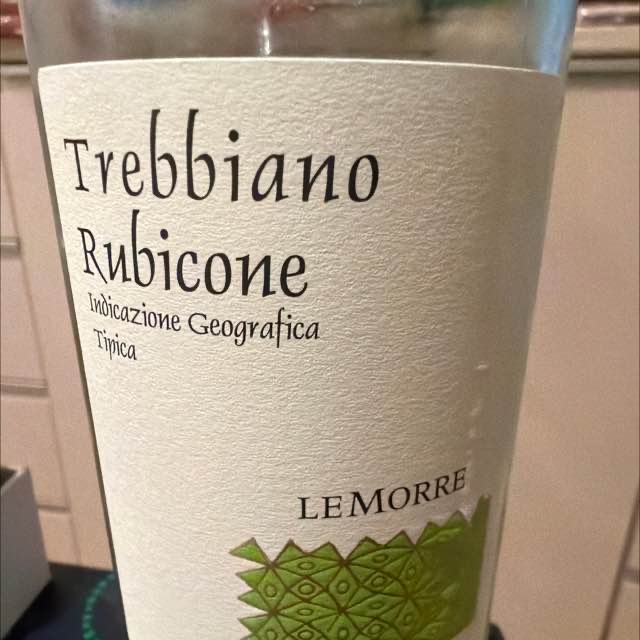 Trebbiano
Rubicone
Indicazione Geografica
Tipica
LEMORRE